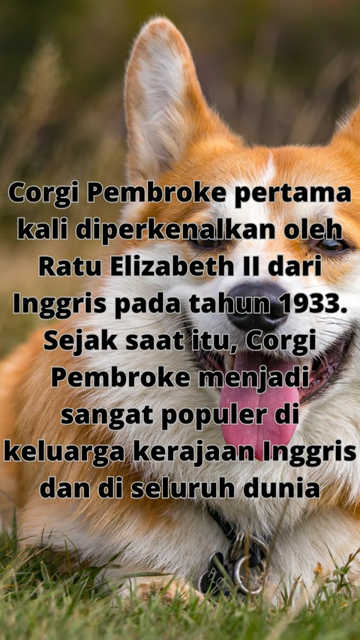 Corgi Pembroke pertama
kali diperkenalkan oleh
Ratu Elizabeth II dari
Inggris pada tahun 1933.
Sejak saat itu, Corgi
Pembroke menjadi
sangat populer di
keluarga kerajaan Inggris
dan di seluruh dunia